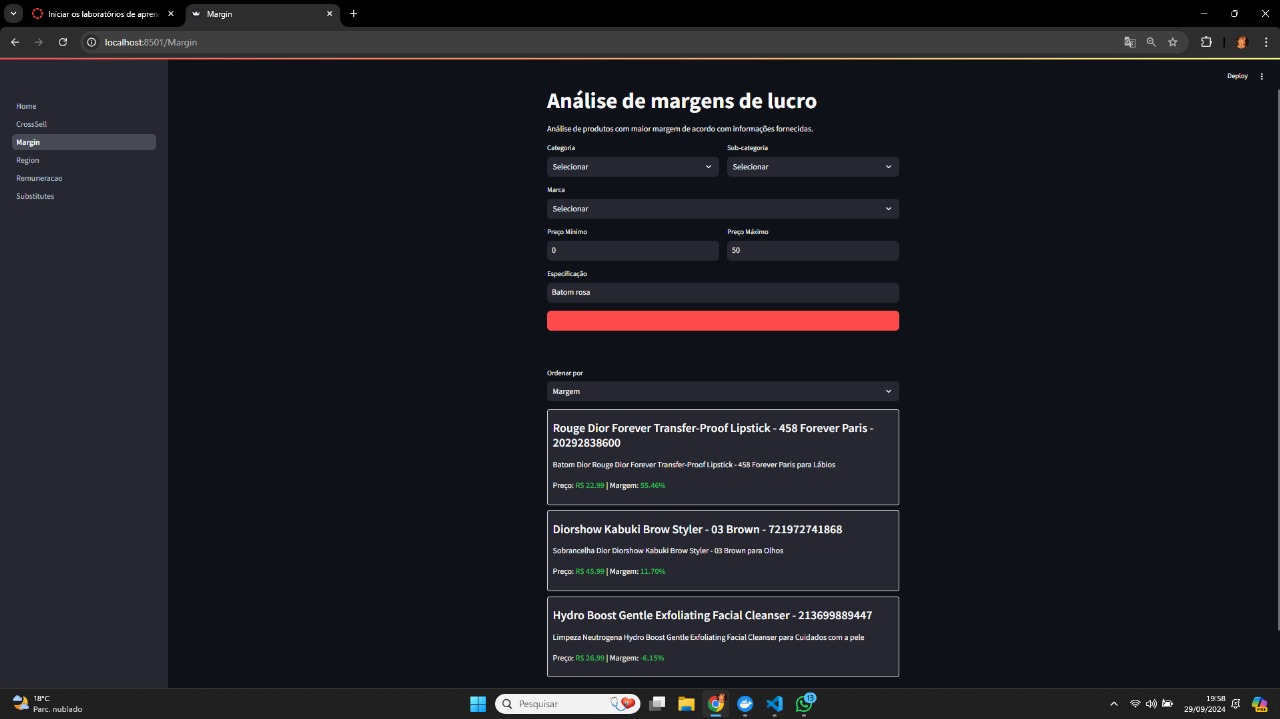 Iniciar os laboratórios de apren
Margin
localhost:8501/Margin
Deploy
Home
CrossSell
Margin
Region
Remuneracao
Substitutes
Análise de margens de lucro
Análise de produtos com maior margem de acordo com informações fornecidas.
Categoria
Sub-categoria
Selecionar
Selecionar
Marca
Selecionar
Preço Mínimo
Preço Máximo
0
50
Especificação
Batom rosa
Ordenar por
Margem
Rouge Dior Forever Transfer-Proof Lipstick - 458 Forever Paris -
20292838600
Batom Dior Rouge Dior Forever Transfer-Proof Lipstick - 458 Forever Paris para Lábios
Preço: R$ 22.99 | Margem: 55.46%
Diorshow Kabuki Brow Styler - 03 Brown - 721972741868
Sobrancelha Dior Diorshow Kabuki Brow Styler - 03 Brown para Olhos
Preço: R$ 45.99 | Margem: 11.70%
Hydro Boost Gentle Exfoliating Facial Cleanser - 213699889447
Limpeza Neutrogena Hydro Boost Gentle Exfoliating Facial Cleanser para Cuidados com a pele
Preço: R$ 26.99 | Margem: -6.15%
18°C
Parc. nublado
Pesquisar
13
19:58
29/09/2024